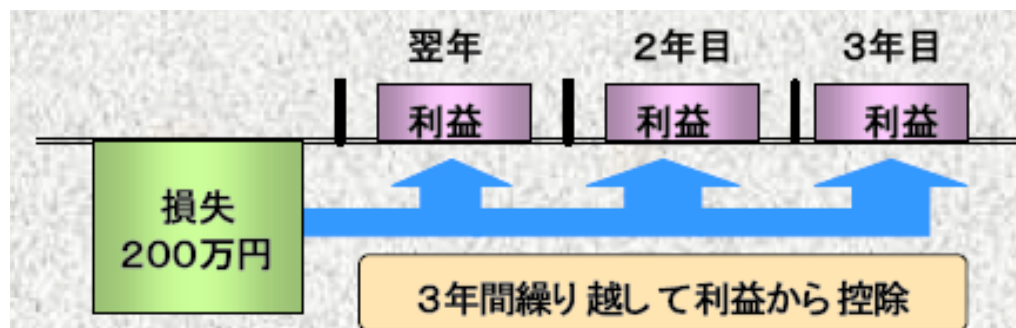 翌年
2年目
3年目
利益
利益
利益
損失
200万円
3年間繰り越して利益から控除